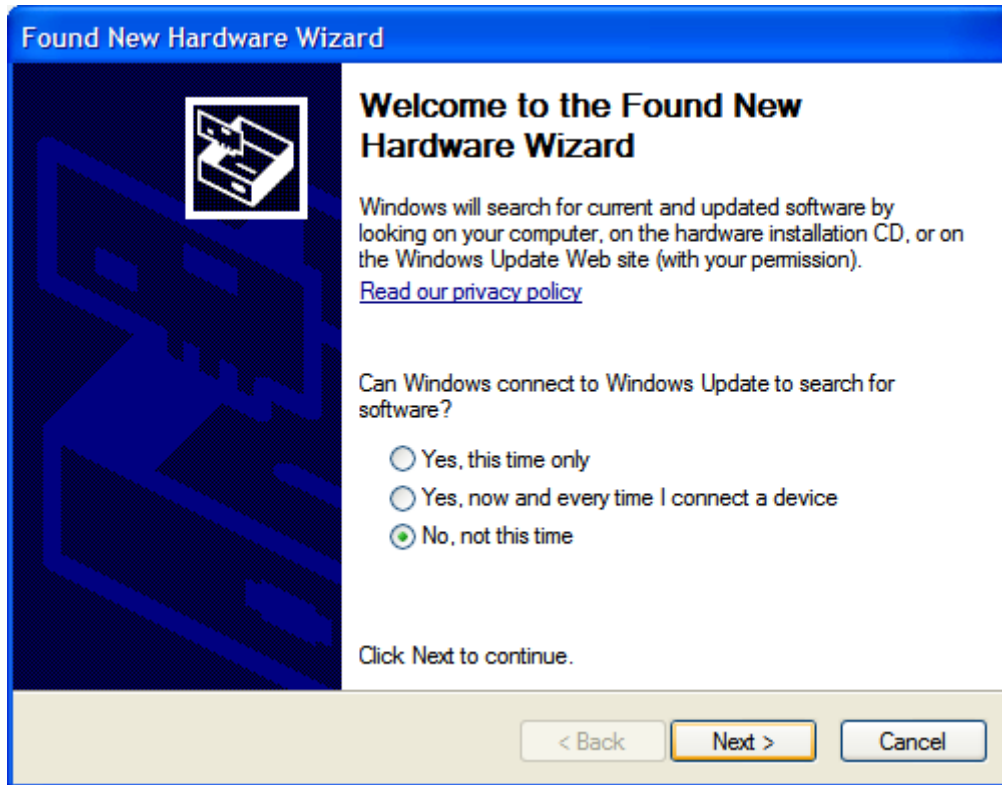 Found New Hardware Wizard
Welcome to the Found New
Hardware Wizard
Windows will search for current and updated software by
looking on your computer, on the hardware installation CD, or on
the Windows Update Web site (with your permission).
Read our privacy policy
Can Windows connect to Windows Update to search for
software?
Yes, this time only
Yes, now and every time I connect a device
No, not this time
Click Next to continue.
< Back
Next >
Cancel